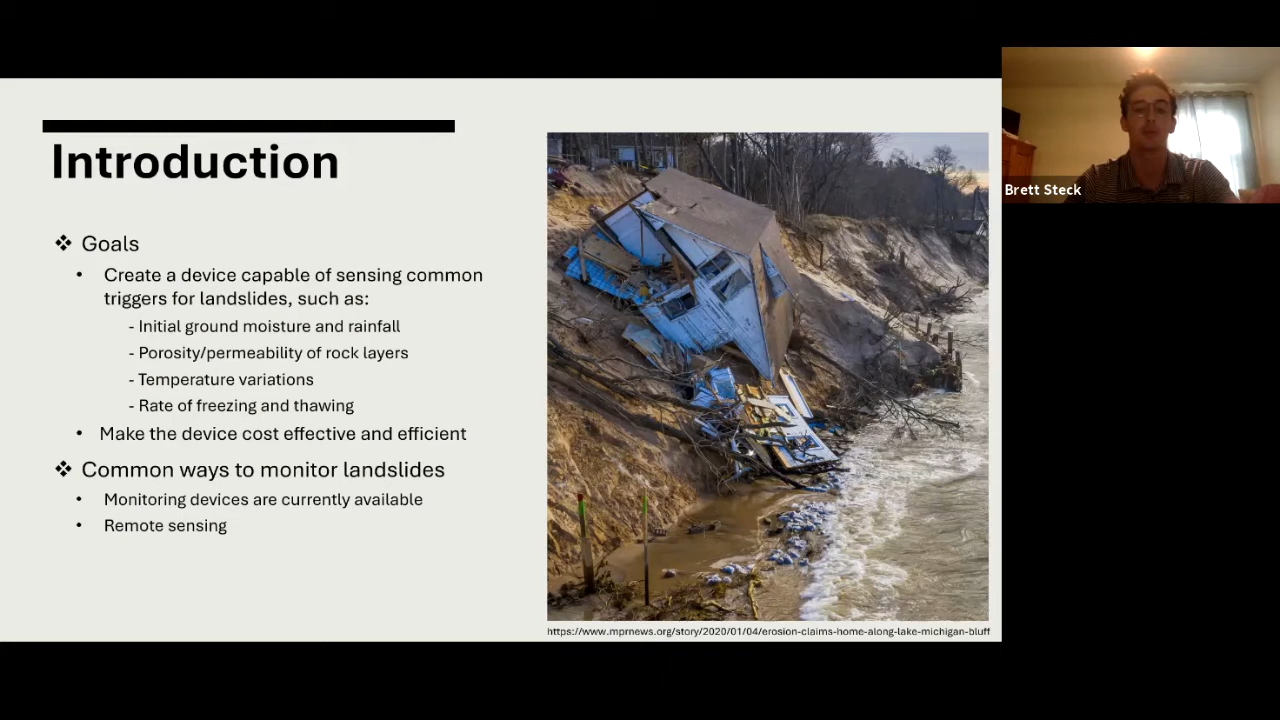 Introduction
❖ Goals
• Create a device capable of sensing common
triggers for landslides, such as:
- Initial ground moisture and rainfall
- Porosity/permeability of rock layers
- Temperature variations
- Rate of freezing and thawing
• Make the device cost effective and efficient
❖ Common ways to monitor landslides
• Monitoring devices are currently available
• Remote sensing
https://www.mprnews.org/story/2020/01/04/erosion-claims-home-along-lake-michigan-bluff
Brett Steck